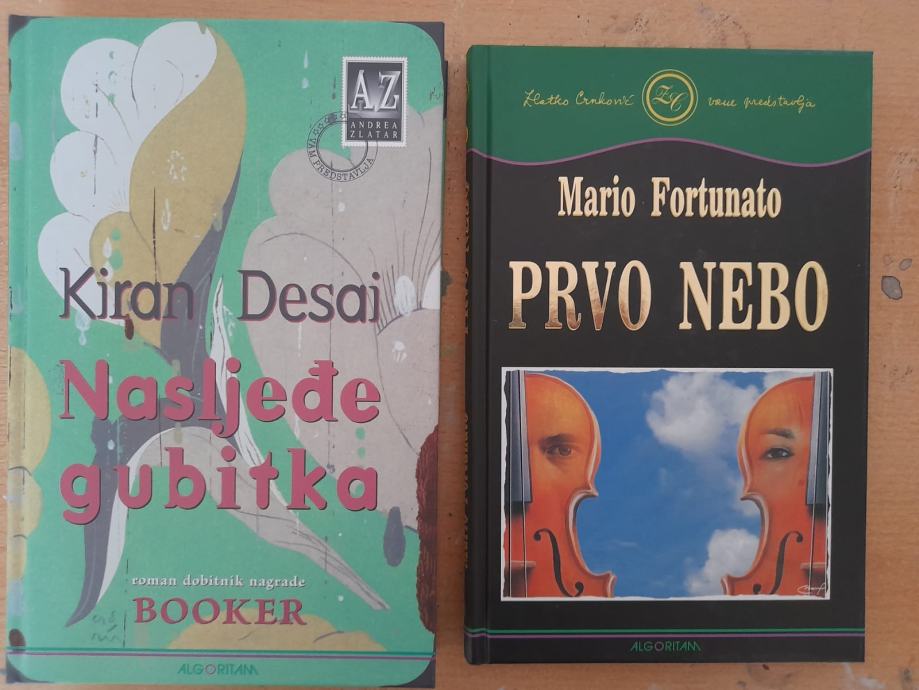 AZ
ANDREA
ZLATAR
VAM PREDSTAVLJA
Kiran Desai
Nasljeđe
gubitka
roman dobitnik nagrade
BOOKER
ALGORITAM
Zlatko Crnković ZC vam predstavlja
Mario Fortunato
PRVO NEBO
ALGORITAM